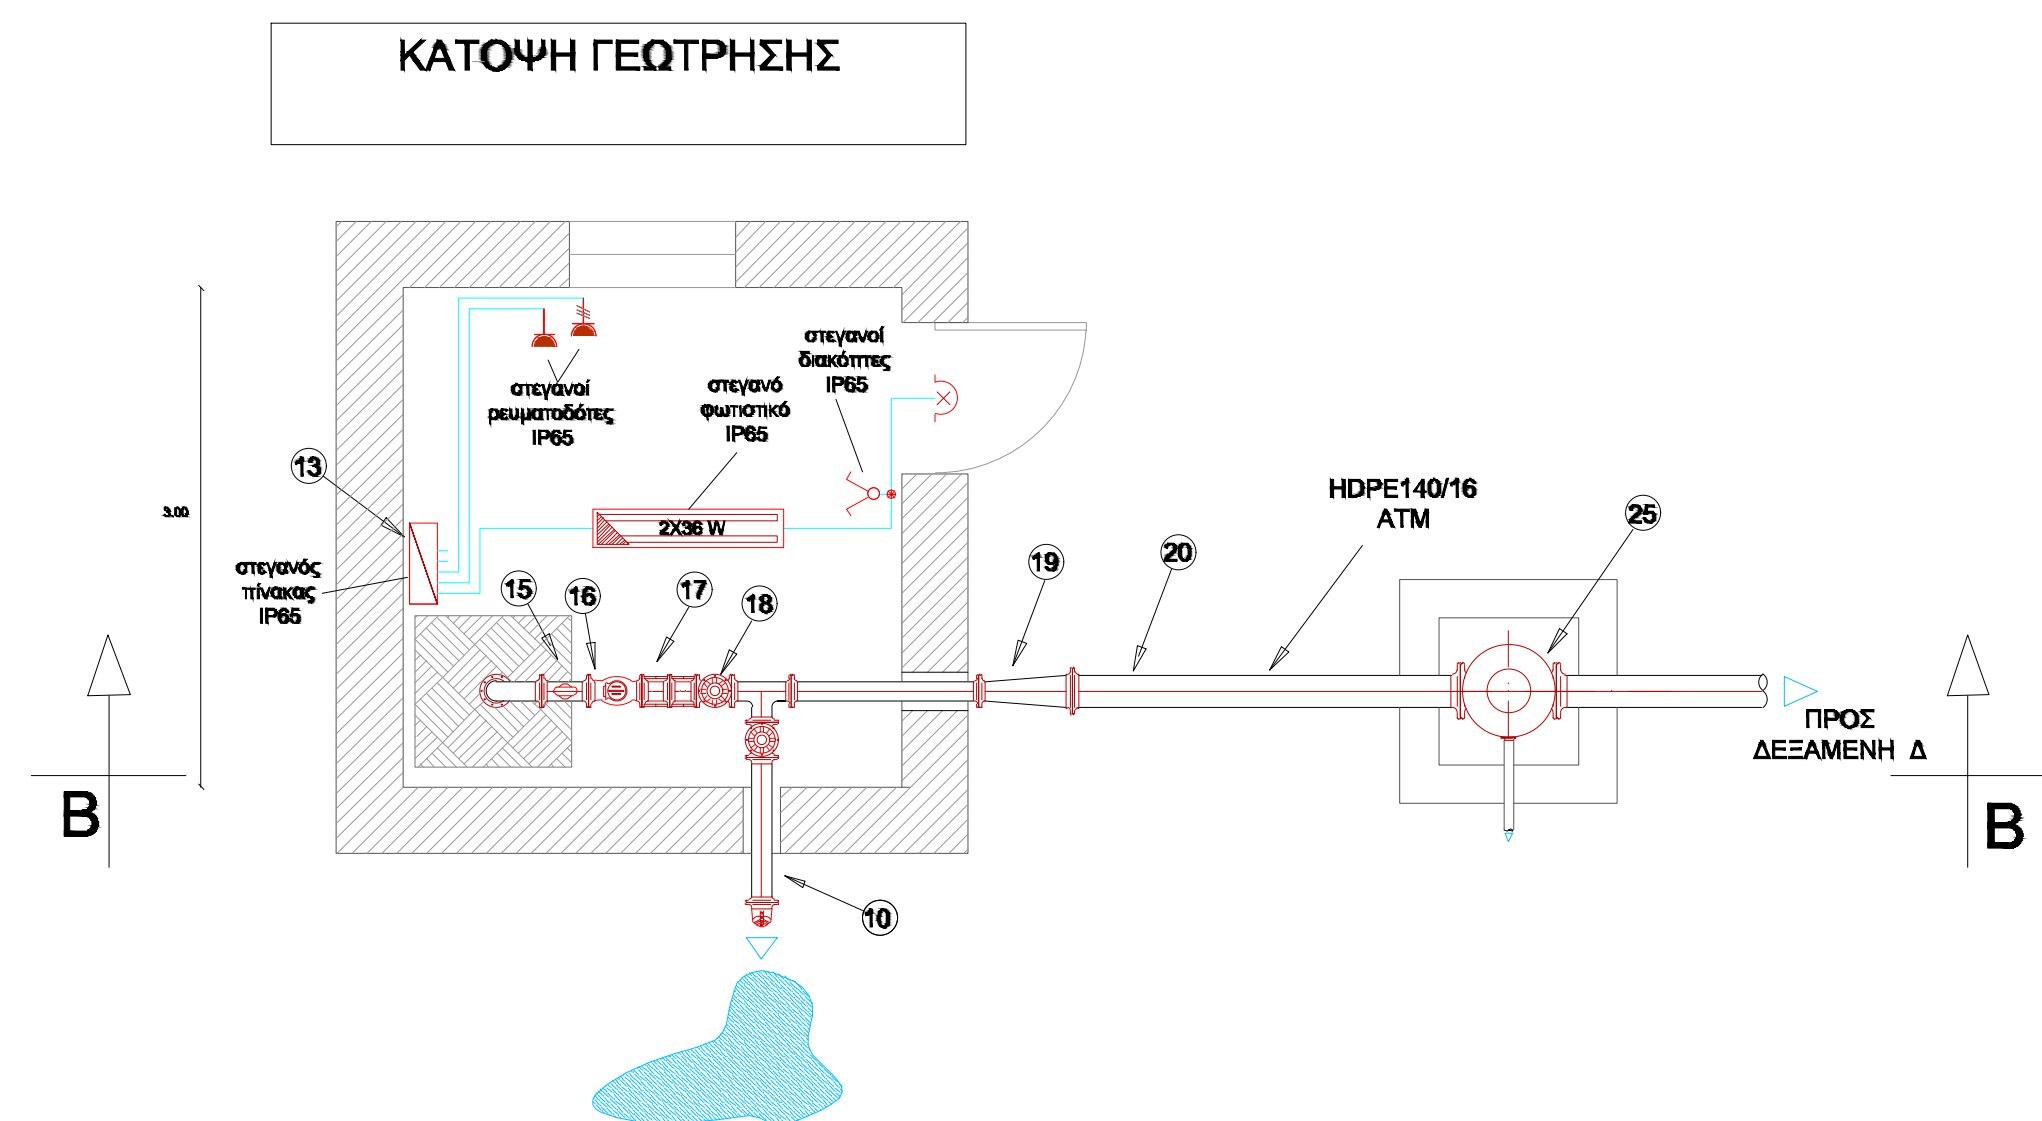 ΚΑΤΟΨΗ ΓΕΩΤΡΗΣΗΣ
στεγανοί
διακόπτες
IP65
στεγανοί
ρευματοδότες
IP65
στεγανό
φωτιστικό
IP65
13
3.00
2X36 W
HDPE140/16
ATM
25
στεγανός
πίνακας
IP65
15
16
17
18
19
20
ΠΡΟΣ
ΔΕΞΑΜΕΝΗ Δ
B
B
10